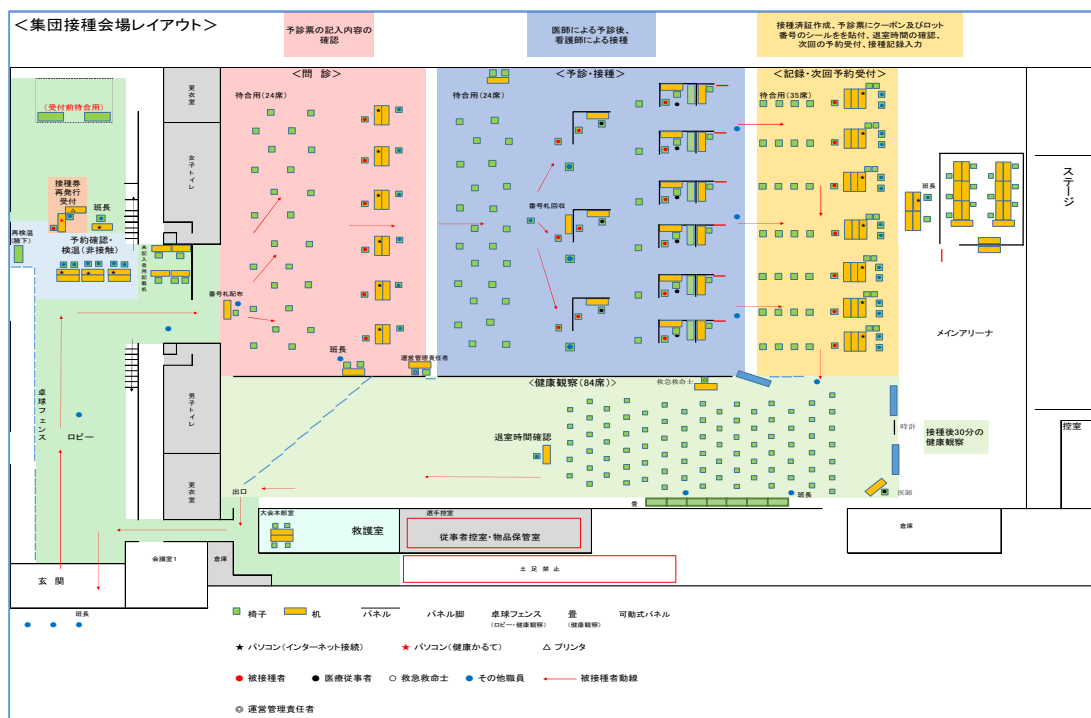 ＜集団接種会場レイアウト＞
予診票の記入内容の
確認
医師による予診後、
看護師による接種
接種済証作成、予診票にクーポン及びロット
番号のシールをを貼付、退室時間の確認、
次回の予約受付、接種記録入力
＜問 診＞
＜予診・接種＞
＜記録・次回予約受付＞
待合用(24席)
待合用(24席)
待合用(35席)
(受付前待合用)
更衣室
女子トイレ
接種券
再発行
受付
班長
再検温
(腋下)
予約確認・
検温(非接触)
未記入者用記載机
番号札配布
番号札回収
班長
ステージ
メインアリーナ
班長
運営管理責任者
＜健康観察(84席)
救急救命士
卓球フェンス
ロビー
男子トイレ
更衣室
退室時間確認
時計
接種後30分の
健康観察
控室
出口
畳
班長
医師
大会本部室
救護室
選手控室
従事者控室・物品保管室
倉庫
会議室1
倉庫
土足禁止
玄 関
班長
椅子
机
パネル
パネル脚
卓球フェンス
(ロビー・健康観察)
畳
(健康観察)
可動式パネル
★ パソコン(インターネット接続)
★ パソコン(健康かるて)
△ プリンタ
● 被接種者
● 医療従事者
○ 救急救命士
● その他職員
被接種者動線
◎ 運営管理責任者